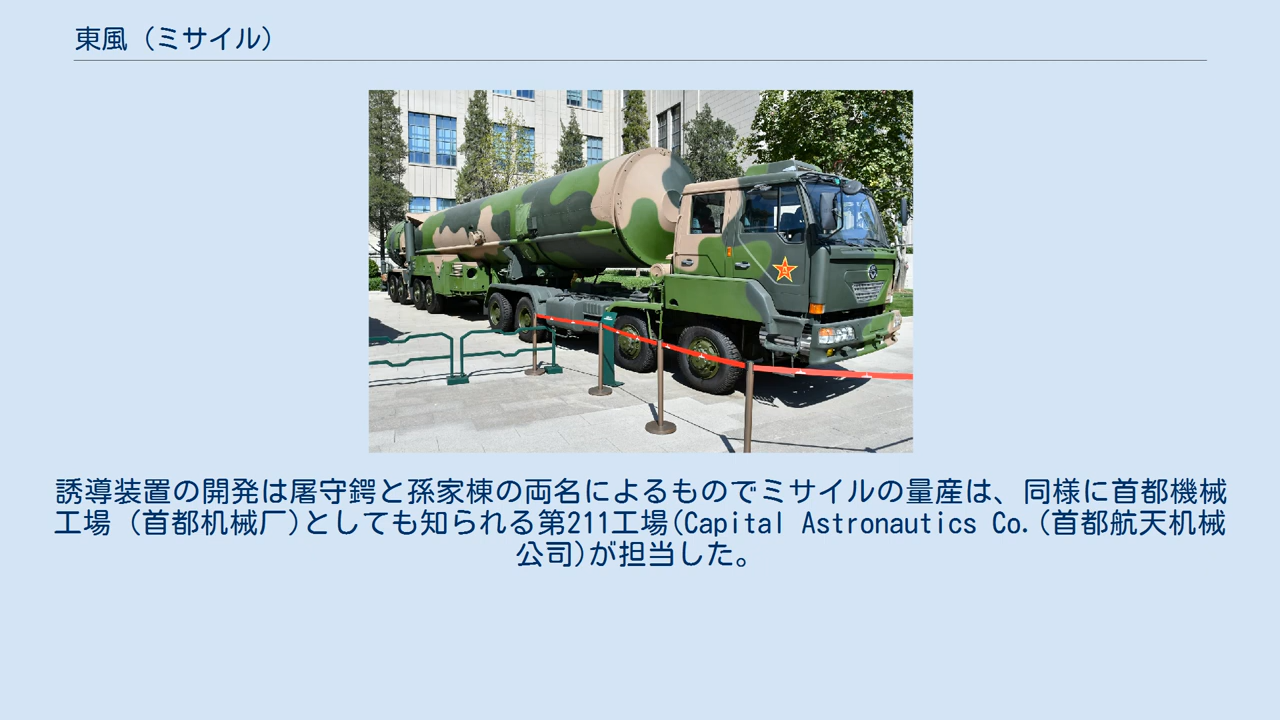 東風（ミサイル）
誘導装置の開発は屠守鍔と孫家棟の両名によるものでミサイルの量産は、同様に首都機械
工場 (首都机械厂)としても知られる第211工場(Capital Astronautics Co.(首都航天机械
公司)が担当した。